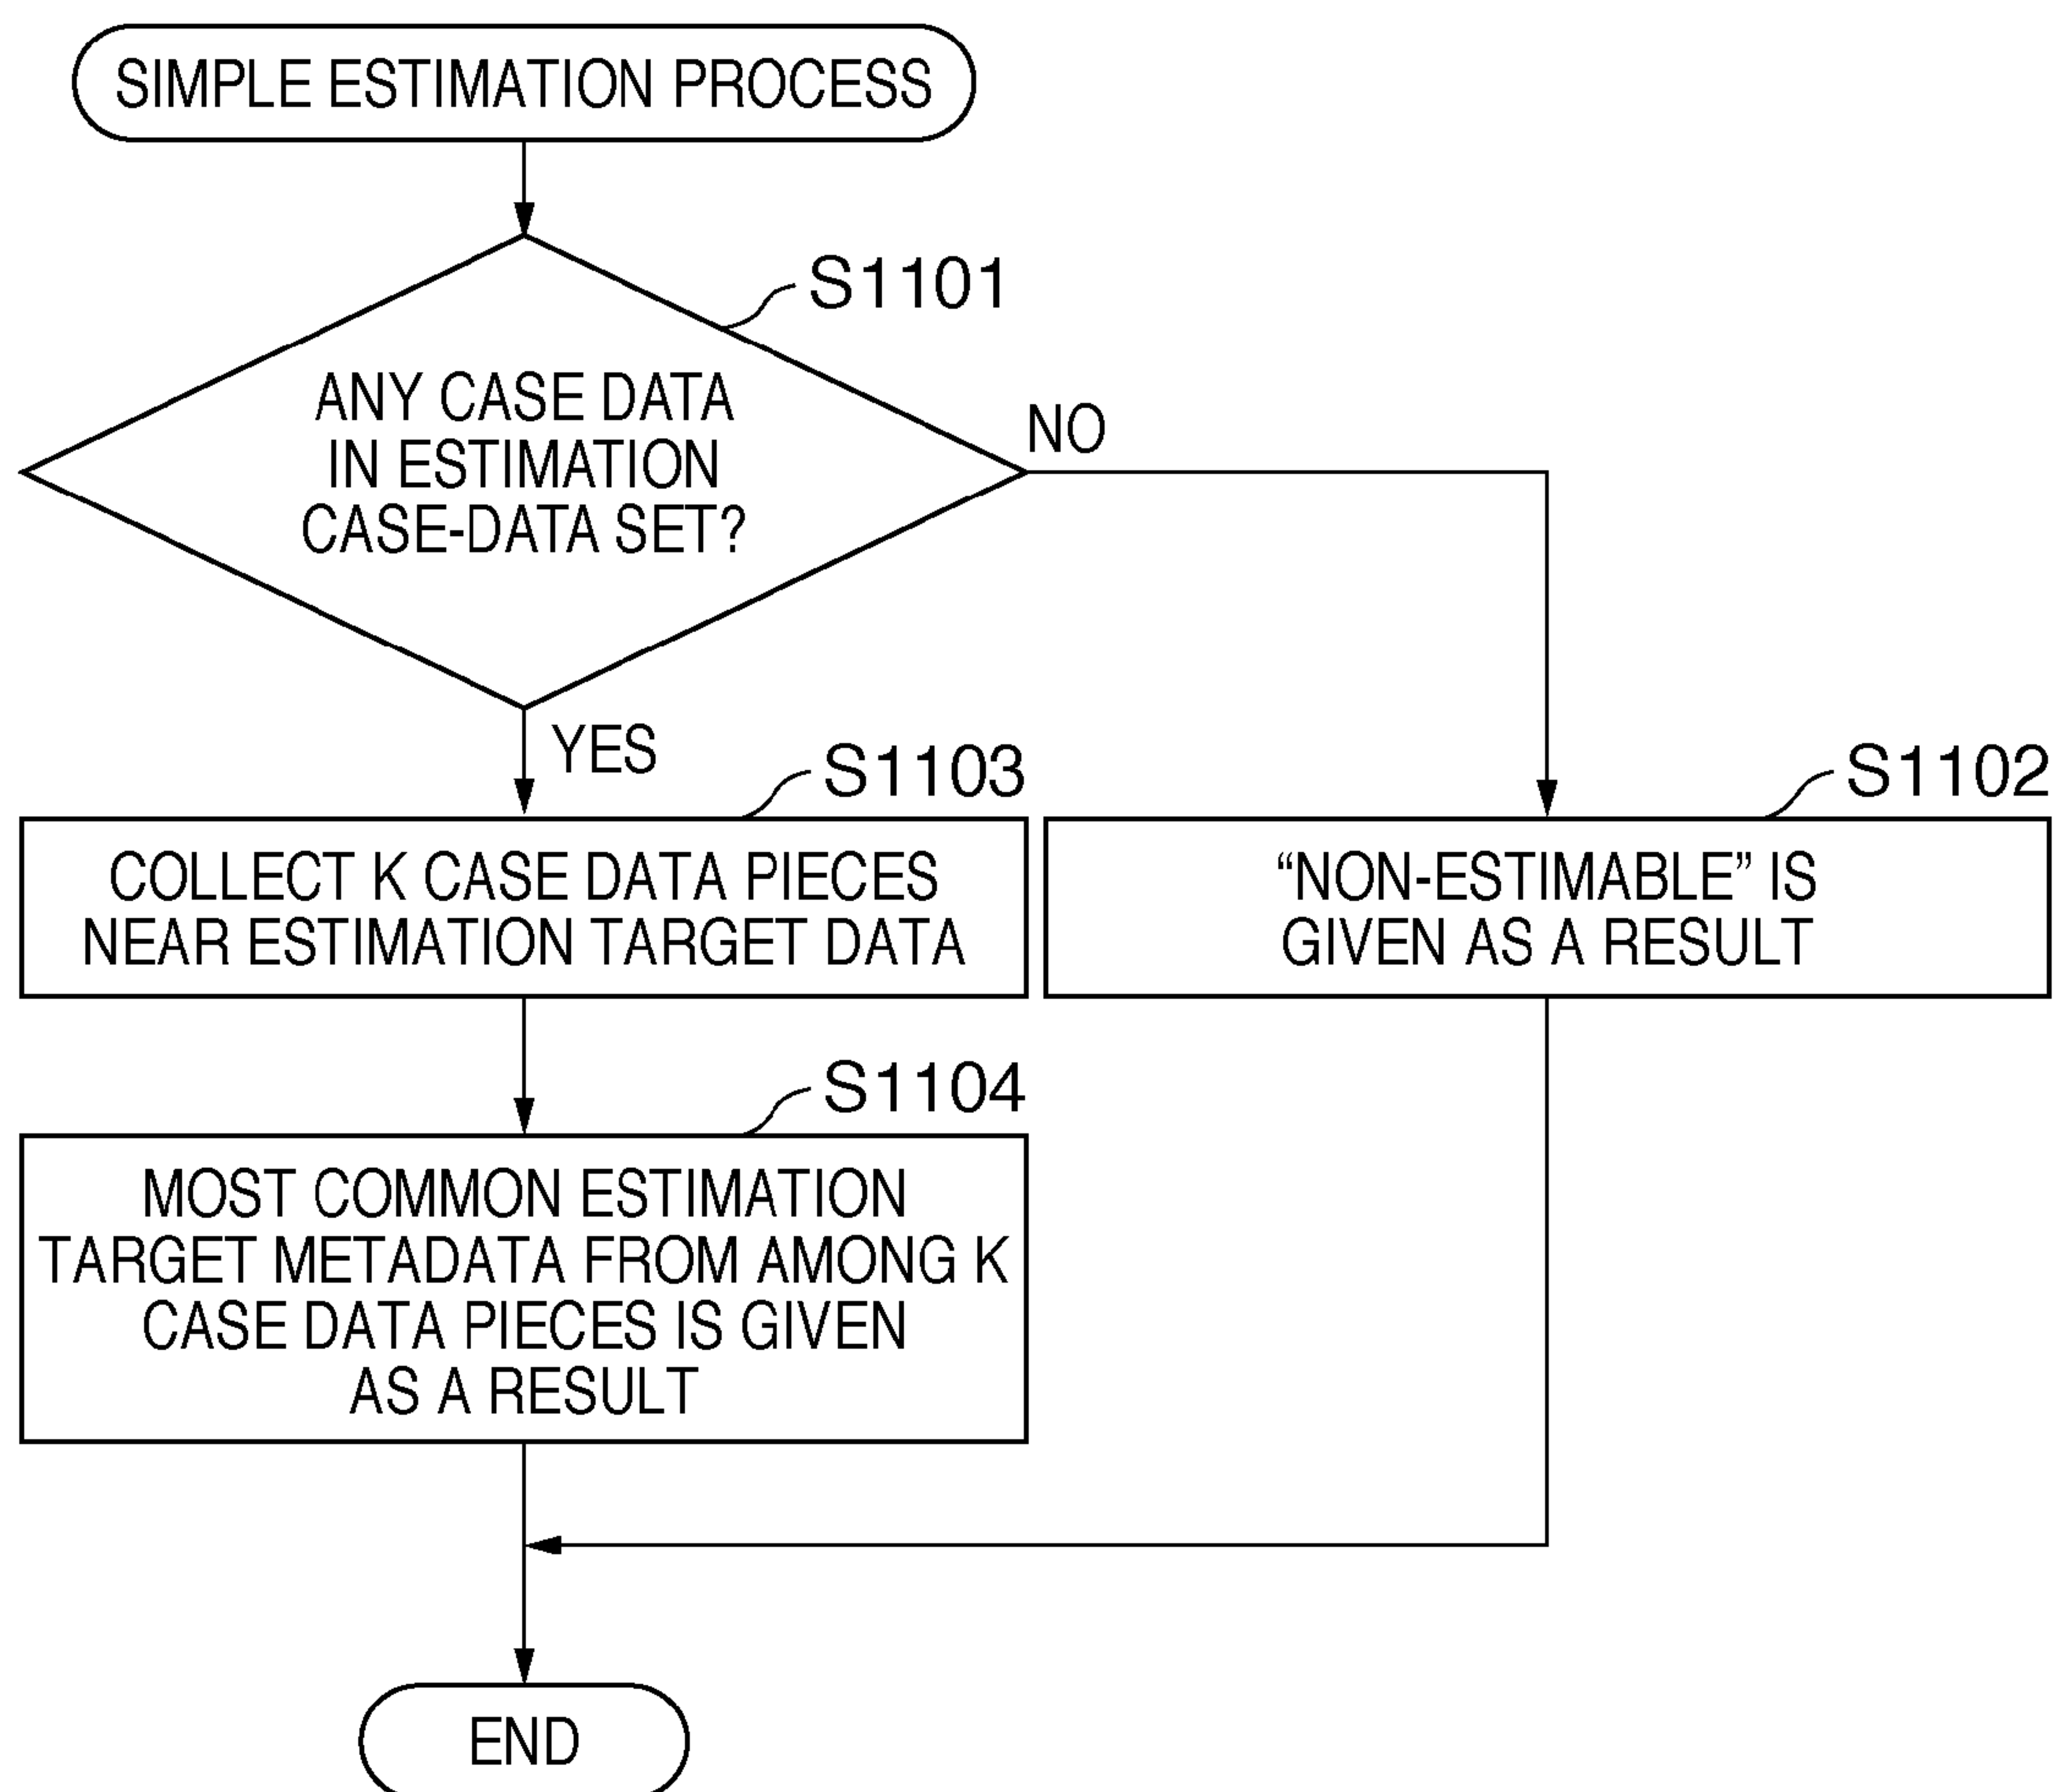 SIMPLE ESTIMATION PROCESS
S1101
ANY CASE DATA
IN ESTIMATION
CASE-DATA SET?
NO
YES
S1103
COLLECT K CASE DATA PIECES
NEAR ESTIMATION TARGET DATA
S1102
“NON-ESTIMABLE” IS
GIVEN AS A RESULT
S1104
MOST COMMON ESTIMATION
TARGET METADATA FROM AMONG K
CASE DATA PIECES IS GIVEN
AS A RESULT
END